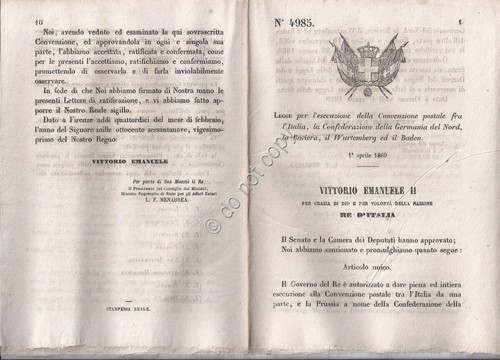 16
Noi, avendo veduto ed esaminato la qui sovrascritta
Convenzione, ed approvandola in ogni e singola sua
parte, l'abbiamo accettata, ratificata e confermata, come
per le presenti l'accettiamo, ratifichiamo e confermiamo,
promettendo di osservarla e di farla inviolabilmente
osservare.
In fede di che Noi abbiamo firmato di Nostra mano le
presenti Lettere di ratificazione, e vi abbiamo fatto ap-
porre il Nostro Reale sigillo.
Dato a Firenze addì quattordici del mese di febbraio,
l'anno del Signore mille ottocento sessantanove, vigesimo-
primo del Nostro Regno.
VITTORIO EMANUELE
Per parte di Sua Maestà il Re
Il Presidente del Consiglio dei Ministri,
Ministro Segretario di Stato per gli Affari Esteri
L. F. MENABREA.
STAMPERIA REALE.
N° 4985.
1
LEGGE per l'esecuzione della Convenzione postale fra
l'Italia, la Confederazione della Germania del Nord,
la Baviera, il Wurtemberg ed il Baden.
1° aprile 1869
VITTORIO EMANUELE II
PER GRAZIA DI DIO E PER VOLONTÀ DELLA NAZIONE
RE D'ITALIA
Il Senato e la Camera dei Deputati hanno approvato;
Noi abbiamo sanzionato e promulghiamo quanto segue:
Articolo unico.
Il Governo del Re è autorizzato a dare piena ed intiera
esecuzione alla Convenzione postale tra l'Italia da una
parte, e la Prussia a nome della Confederazione della
do not copy